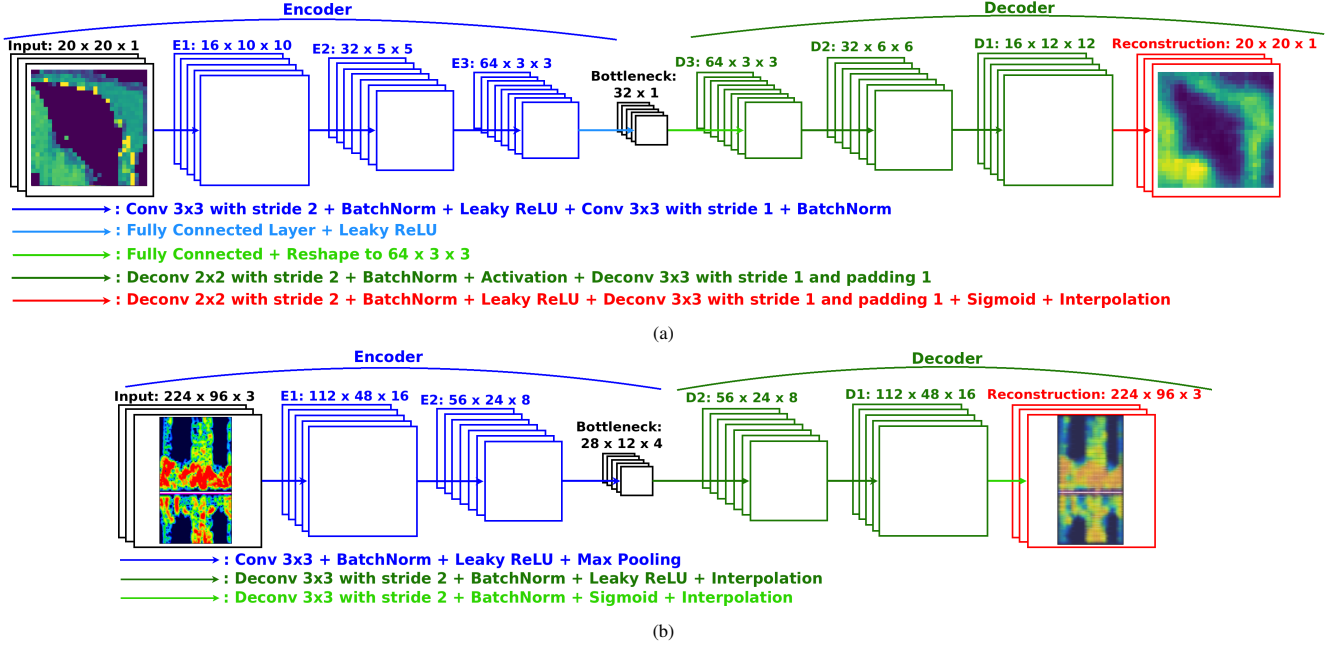 Encoder
Decoder
Input: 20 x 20 x 1
E1: 16 x 10 x 10
E2: 32 x 5 x 5
E3: 64 x 3 x 3
Bottleneck:
32 x 1
D3: 64 x 3 x 3
D2: 32 x 6 x 6
D1: 16 x 12 x 12
Reconstruction: 20 x 20 x 1
: Conv 3x3 with stride 2 + BatchNorm + Leaky ReLU + Conv 3x3 with stride 1 + BatchNorm
: Fully Connected Layer + Leaky ReLU
: Fully Connected + Reshape to 64 x 3 x 3
: Deconv 2x2 with stride 2 + BatchNorm + Activation + Deconv 3x3 with stride 1 and padding 1
: Deconv 2x2 with stride 2 + BatchNorm + Leaky ReLU + Deconv 3x3 with stride 1 and padding 1 + Sigmoid + Interpolation
(a)
Encoder
Decoder
Input: 224 x 96 x 3
E1: 112 x 48 x 16
E2: 56 x 24 x 8
Bottleneck:
28 x 12 x 4
D2: 56 x 24 x 8
D1: 112 x 48 x 16
Reconstruction: 224 x 96 x 3
: Conv 3x3 + BatchNorm + Leaky ReLU + Max Pooling
: Deconv 3x3 with stride 2 + BatchNorm + Leaky ReLU + Interpolation
: Deconv 3x3 with stride 2 + BatchNorm + Sigmoid + Interpolation
(b)